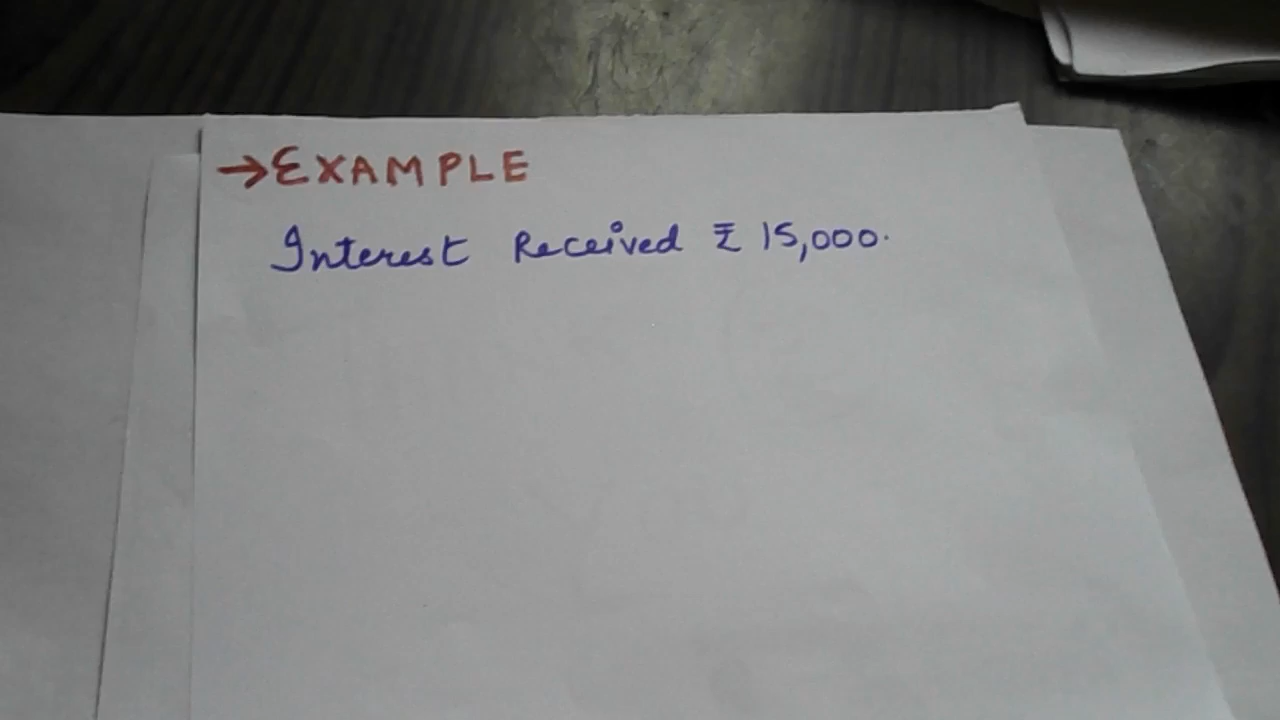 →EXAMPLE
Interest Received ₹ 15,000.